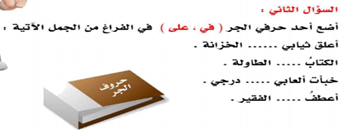 السؤال الثاني :
أضع أحد حرفي الجر ( في ، على ) في الفراغ من الجمل الآتية :
أعلق ثيابي ...... الخزانة .
الكتابُ ..... الطاولة .
خبأت ألعابي ..... درجي .
أعطفُ ..... الفقير .
حروف
الجر